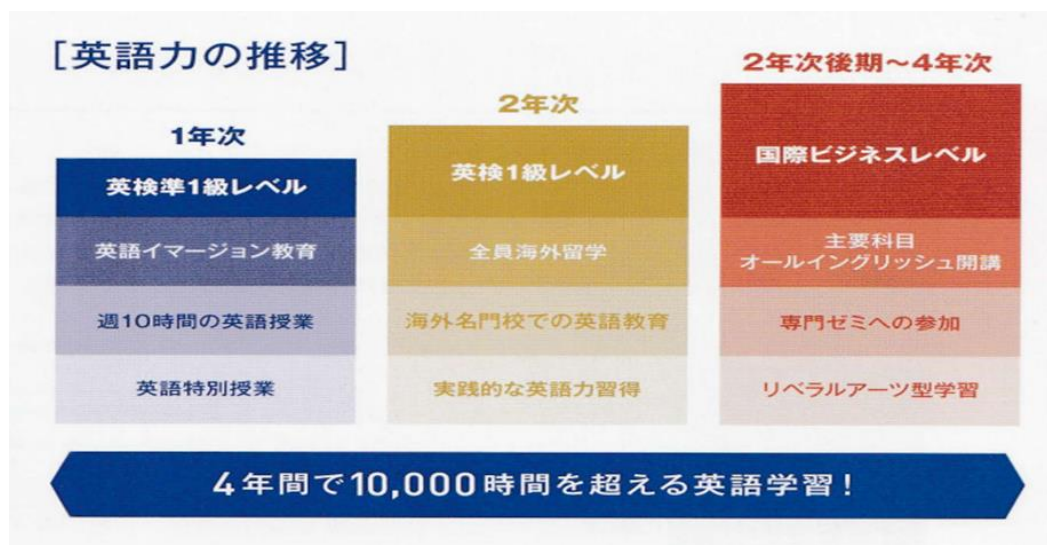 [英語力の推移]
1年次
英検準1級レベル
英語イマージョン教育
週10時間の英語授業
英語特別授業
2年次
英検1級レベル
全員海外留学
海外名門校での英語教育
実践的な英語力習得
2年次後期～4年次
国際ビジネスレベル
主要科目
オールイングリッシュ開講
専門ゼミへの参加
リベラルアーツ型学習
4年間で10,000時間を超える英語学習!